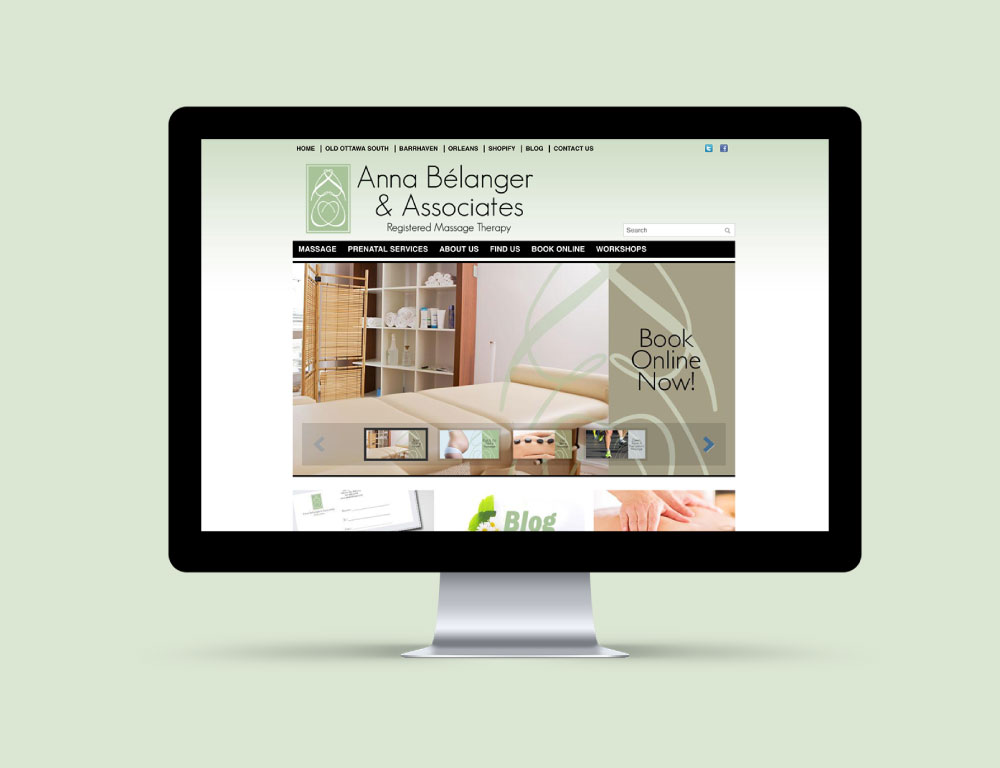 HOME | OLD OTTAWA SOUTH | BARRHAVEN | ORLEANS | SHOPIFY | BLOG | CONTACT US
Anna Bélanger
& Associates
Registered Massage Therapy
Search
MASSAGE PRENATAL SERVICES ABOUT US FIND US BOOK ONLINE WORKSHOPS
Book
Online
Now!
Blog